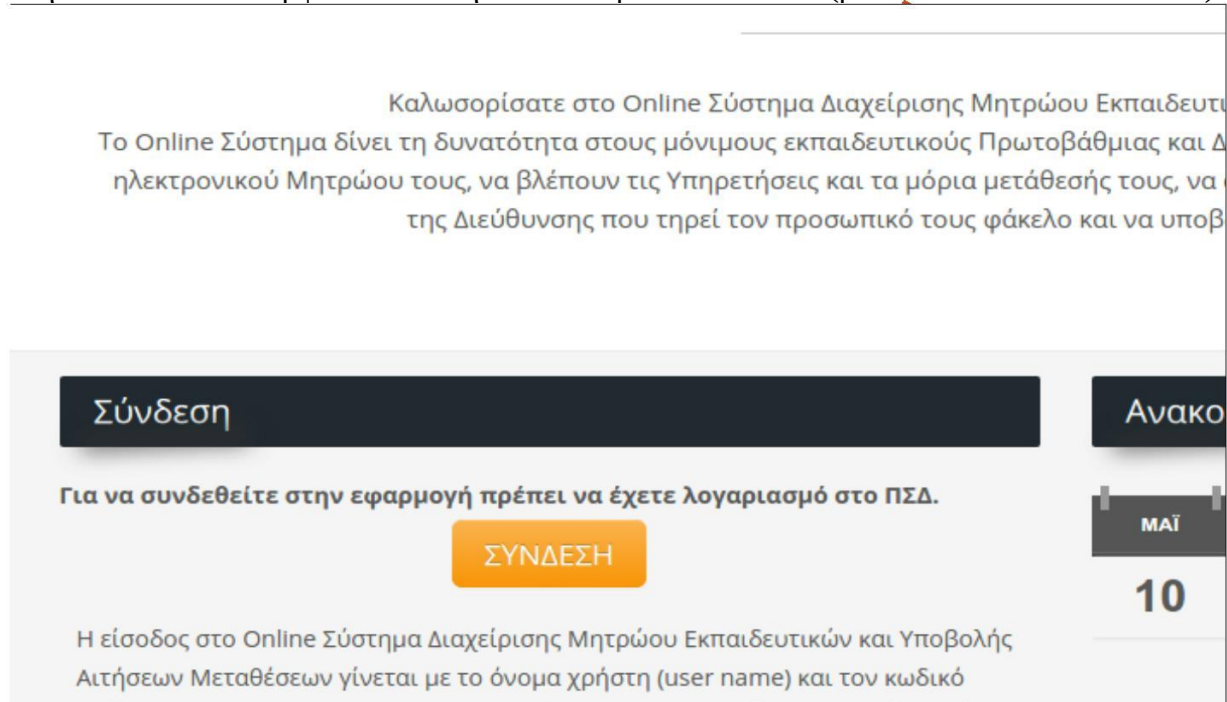 Καλωσορίσατε στο Online Σύστημα Διαχείρισης Μητρώου Εκπαιδευτι
Το Online Σύστημα δίνει τη δυνατότητα στους μόνιμους εκπαιδευτικούς Πρωτοβάθμιας και Δ
ηλεκτρονικού Μητρώου τους, να βλέπουν τις Υπηρετήσεις και τα μόρια μετάθεσής τους, να
της Διεύθυνσης που τηρεί τον προσωπικό τους φάκελο και να υποβ
Σύνδεση
Για να συνδεθείτε στην εφαρμογή πρέπει να έχετε λογαριασμό στο ΠΣΔ.
ΣΥΝΔΕΣΗ
Η είσοδος στο Online Σύστημα Διαχείρισης Μητρώου Εκπαιδευτικών και Υποβολής
Αιτήσεων Μεταθέσεων γίνεται με το όνομα χρήστη (user name) και τον κωδικό
Ανακο
ΜΑΪ
10